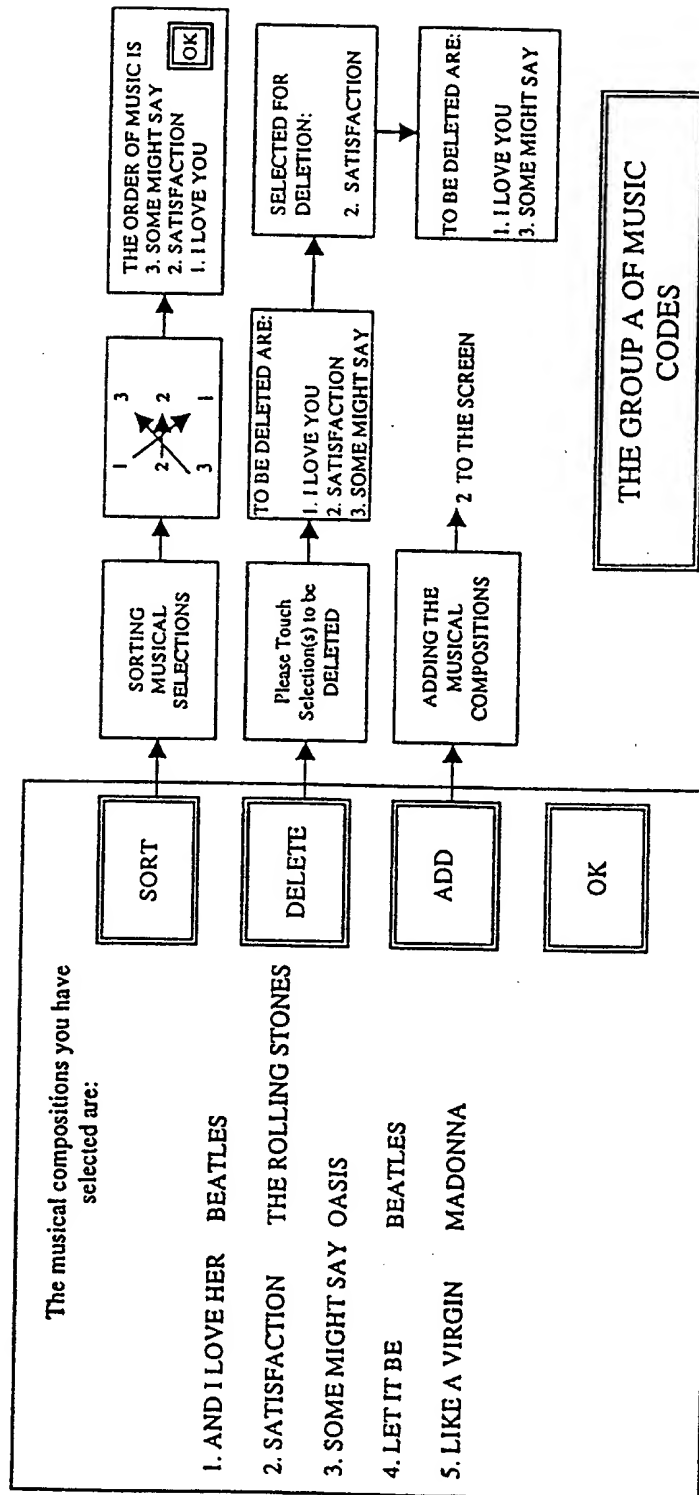 The musical compositions you have
selected are:
1. AND I LOVE HER BEATLES
2. SATISFACTION THE ROLLING STONES
3. SOME MIGHT SAY OASIS
4. LET IT BE BEATLES
5. LIKE A VIRGIN MADONNA
SORT
DELETE
ADD
OK
SORTING
MUSICAL
SELECTIONS
1 3
2 2
3 1
THE ORDER OF MUSIC IS
3. SOME MIGHT SAY
2. SATISFACTION
1. I LOVE YOU
OK
Please Touch
Selection(s) to be
DELETED
TO BE DELETED ARE:
1. I LOVE YOU
2. SATISFACTION
3. SOME MIGHT SAY
SELECTED FOR
DELETION:
2. SATISFACTION
TO BE DELETED ARE:
1. I LOVE YOU
3. SOME MIGHT SAY
ADDING THE
MUSICAL
COMPOSITIONS
2 TO THE SCREEN
THE GROUP A OF MUSIC
CODES